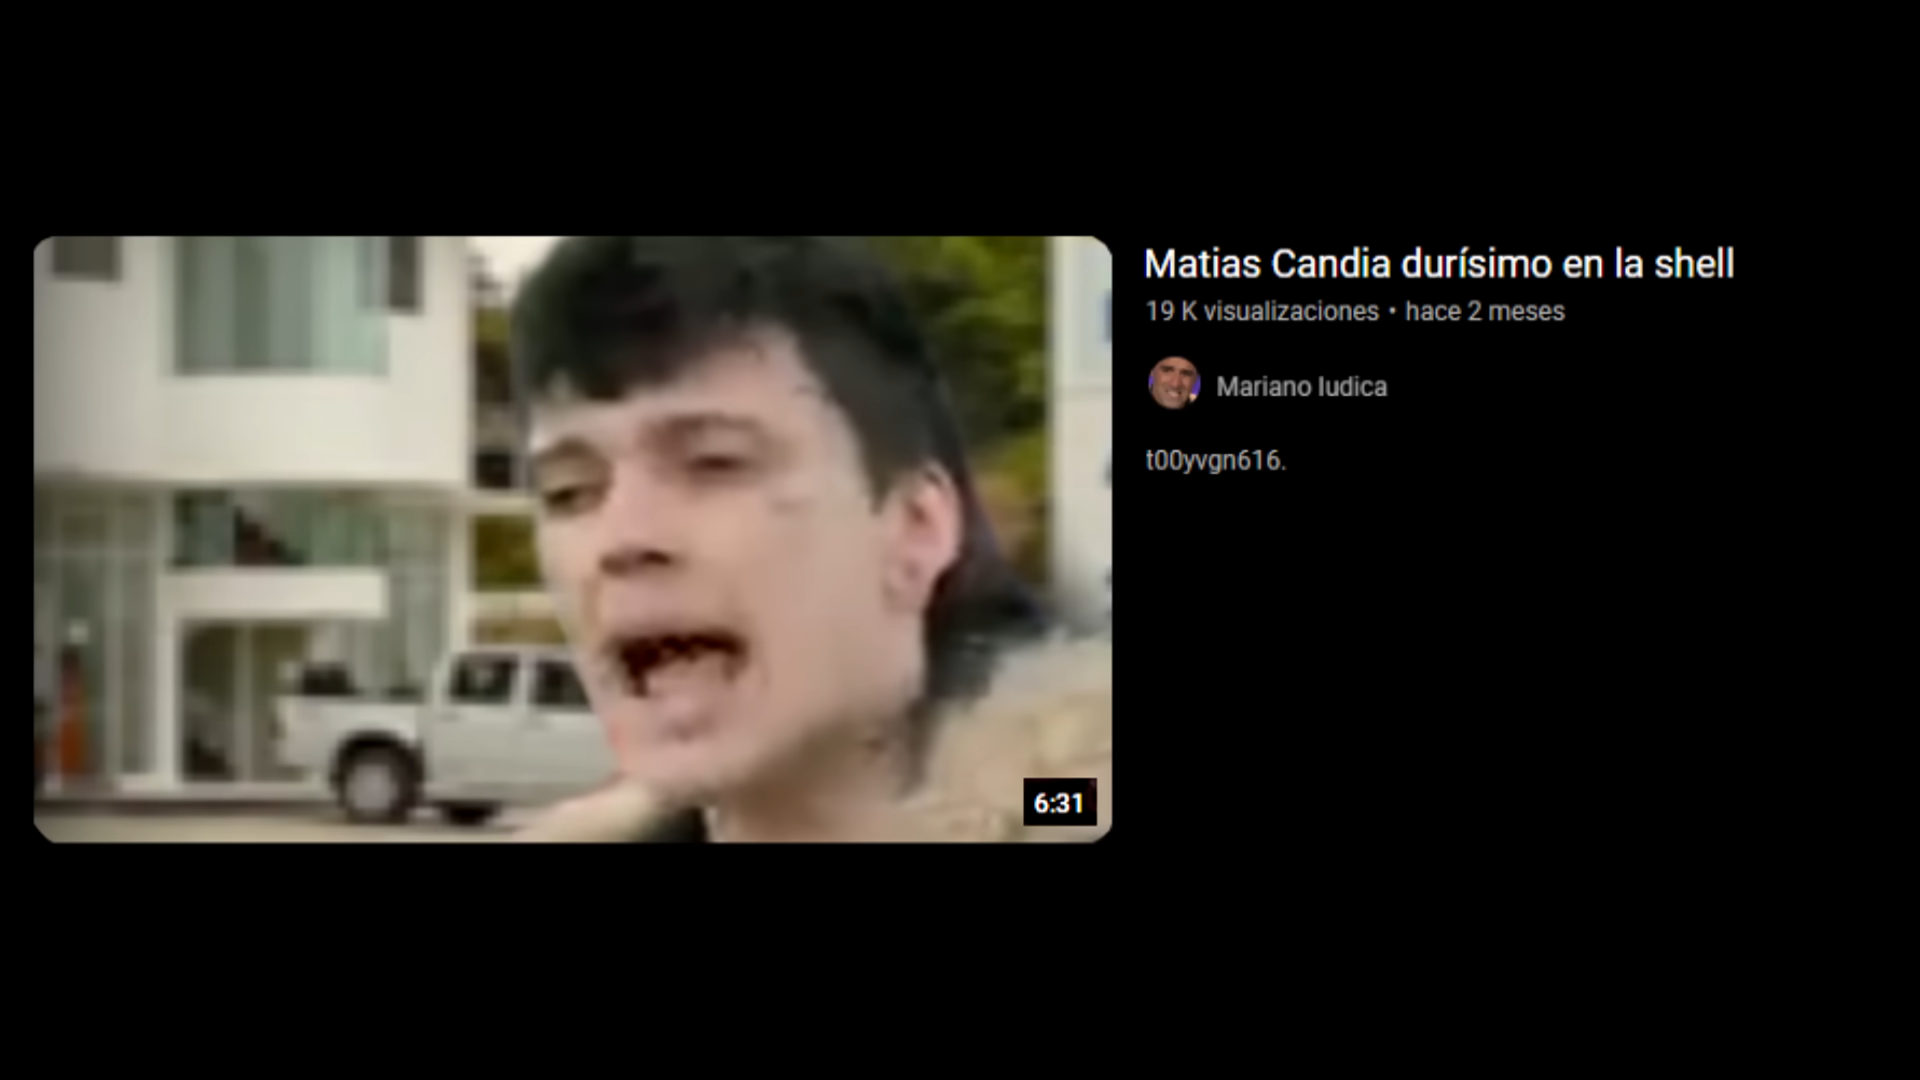 Matias Candia durísimo en la shell
19 K visualizaciones • hace 2 meses
Mariano Iudica
t00yvgn616.
6:31